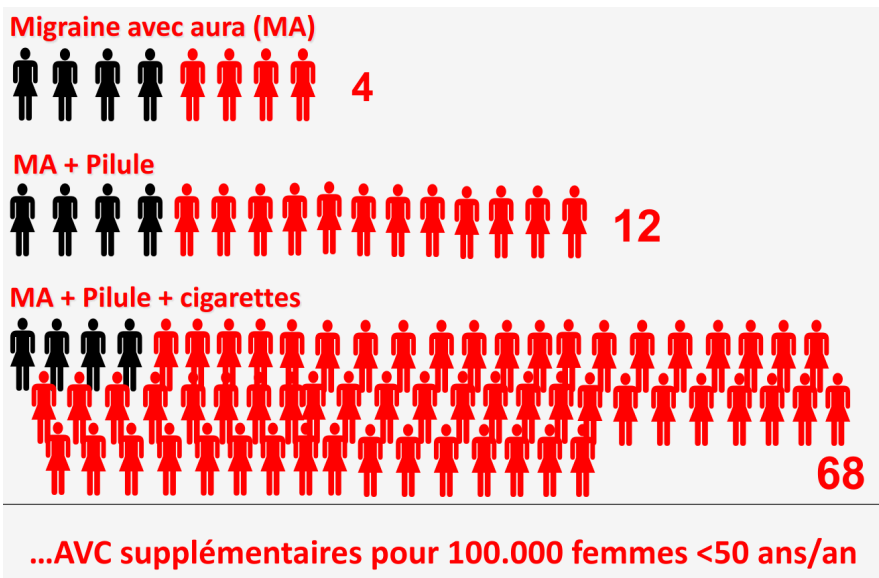 Migraine avec aura (MA)
4
MA + Pilule
12
MA + Pilule + cigarettes
68
...AVC supplémentaires pour 100.000 femmes <50 ans/an